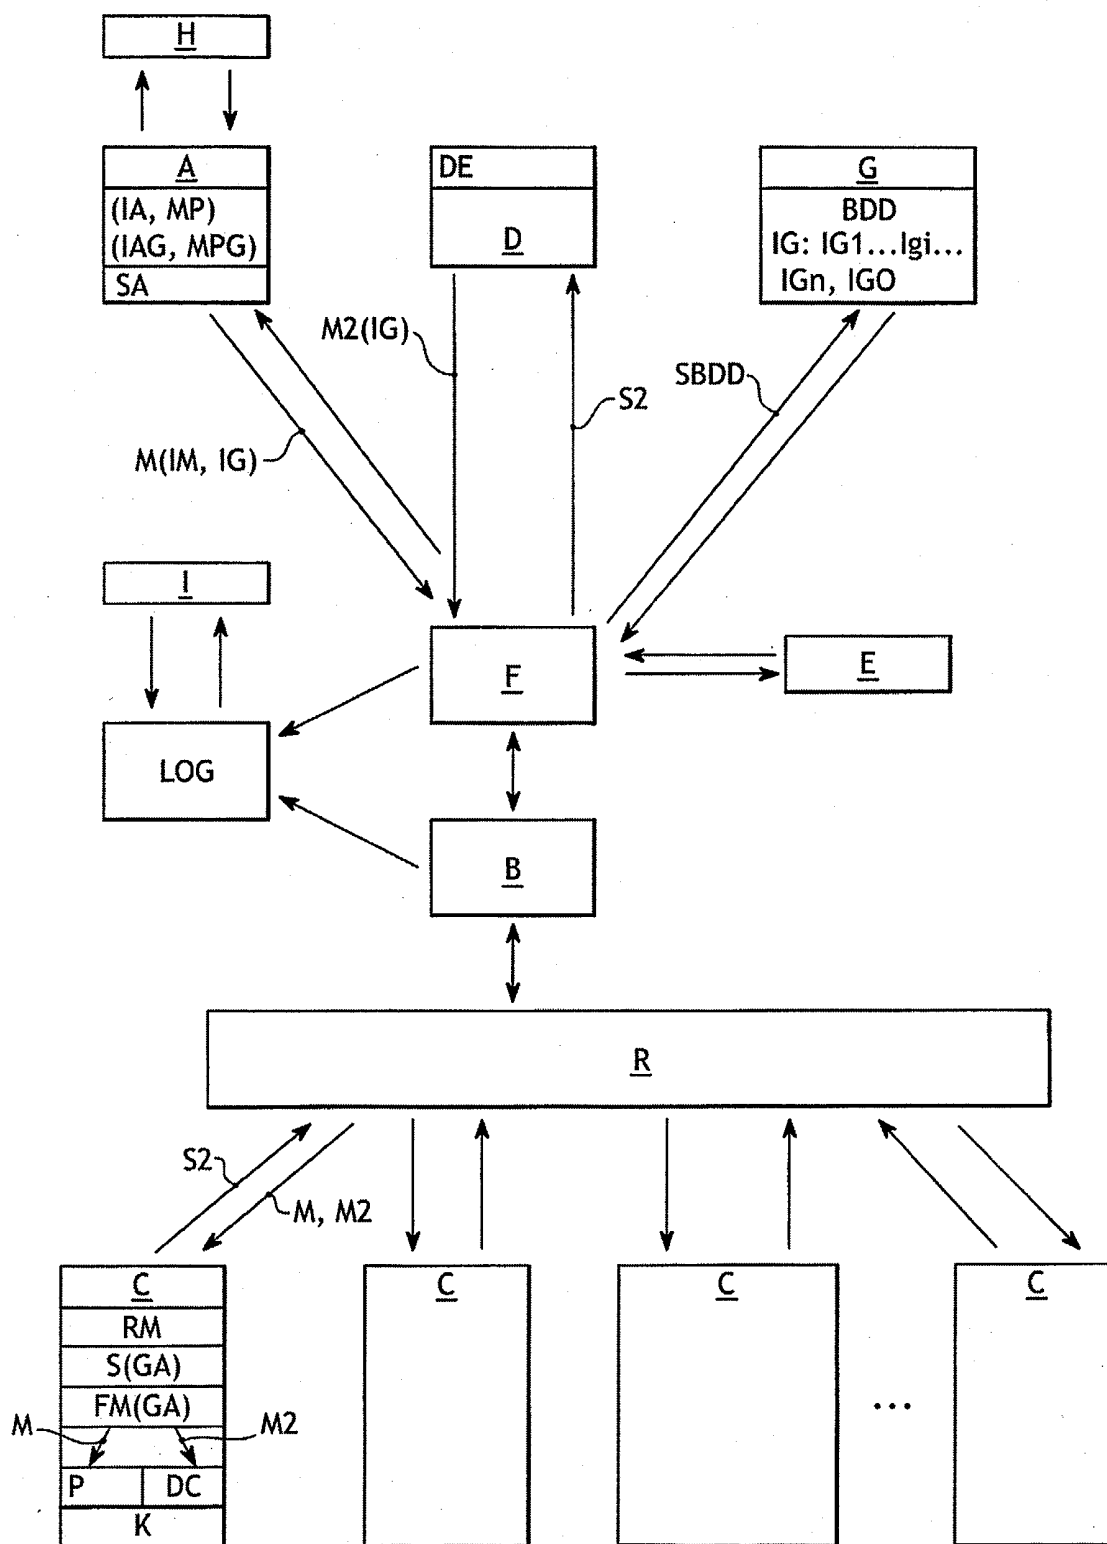 H
A
(IA, MP)
(IAG, MPG)
SA
DE
D
G
BDD
IG: IG1...Igi...
IGn, IGO
M2(IG)
S2
SBDD
M(IM, IG)
I
F
E
LOG
B
R
S2
M, M2
C
RM
S(GA)
FM(GA)
M
M2
P
DC
K
C
C
...
C